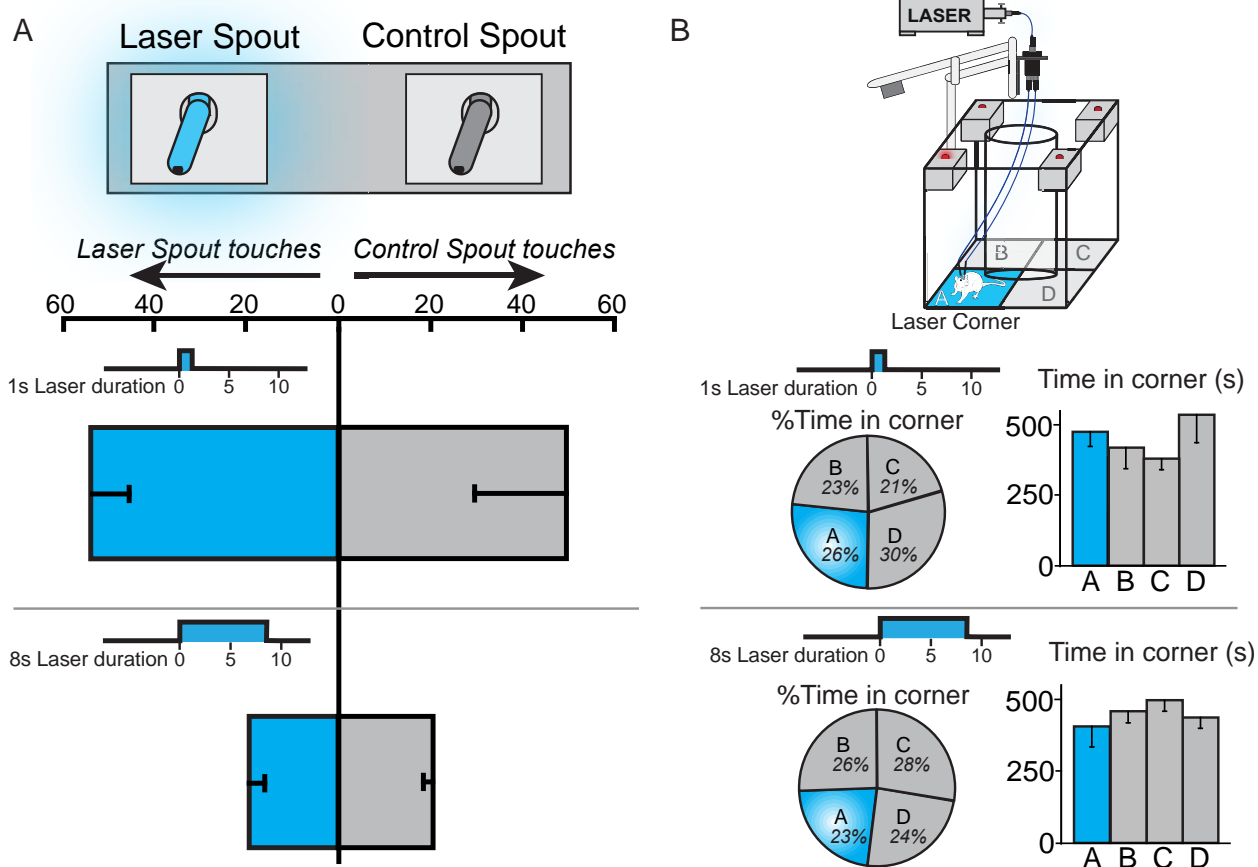 A
Laser Spout Control Spout
Laser Spout touches Control Spout touches
60 40 20 0 20 40 60
1s Laser duration 0 5 10
8s Laser duration 0 5 10
B
LASER
B C
A D
Laser Corner
1s Laser duration 0 5 10
%Time in corner
B 23%
C 21%
A 26%
D 30%
Time in corner (s)
500
250
0
A B C D
8s Laser duration 0 5 10
%Time in corner
B 26%
C 28%
A 23%
D 24%
Time in corner (s)
500
250
0
A B C D